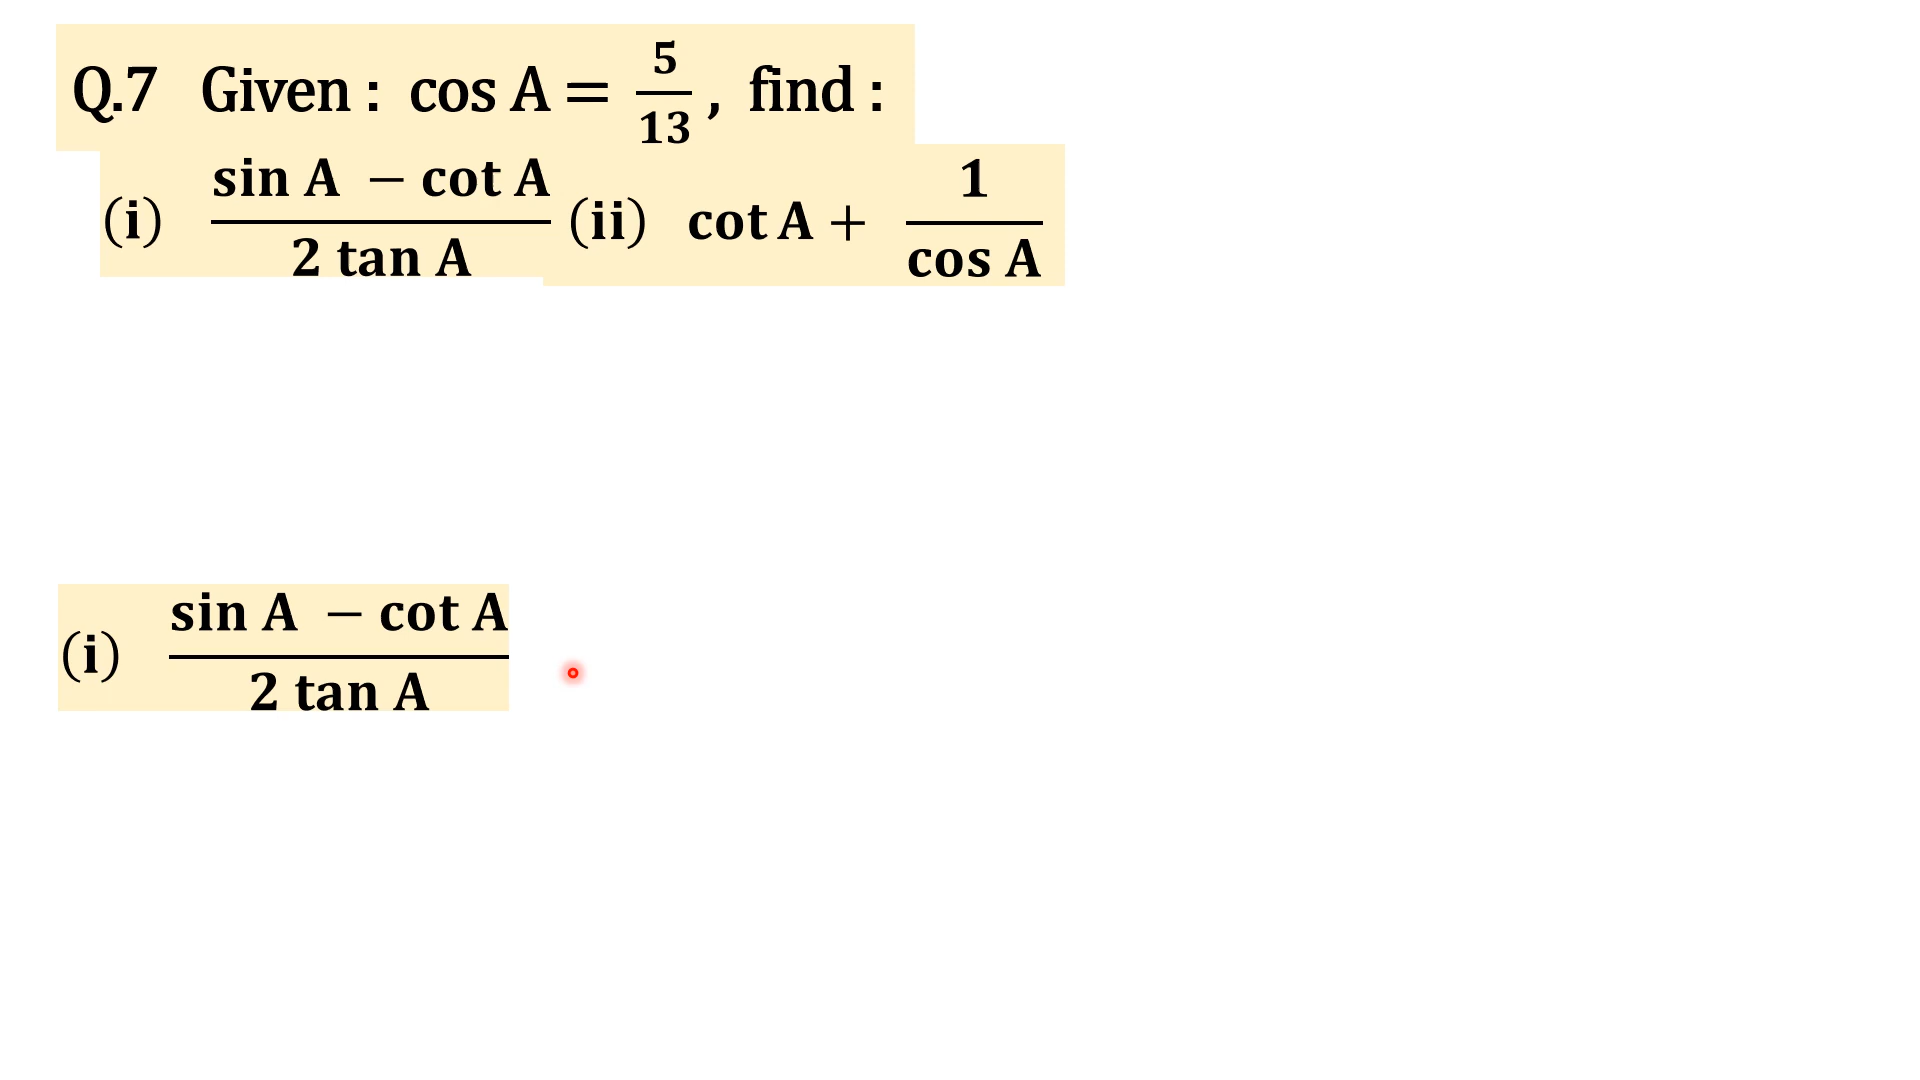 Q.7 Given : cos A = 5/13 , find :
(i) (sin A − cot A)/(2 tan A) (ii) cot A + 1/(cos A)
(i) (sin A − cot A)/(2 tan A)